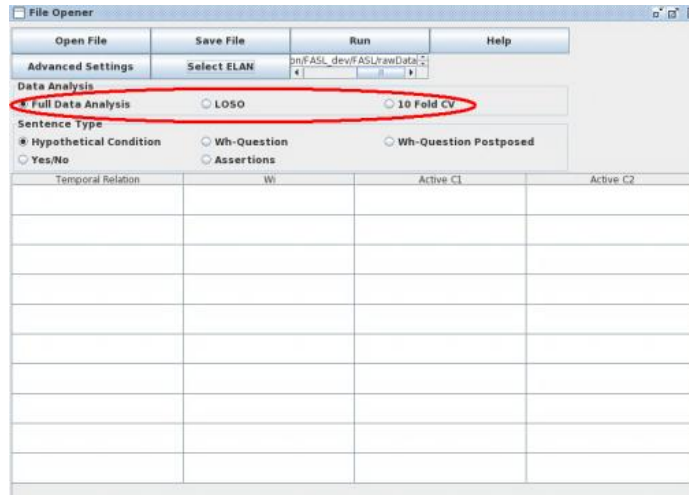 File Opener
Open File Save File Run Help
Advanced Settings Select ELAN on/FASL_dev/FASL/rawData
Data Analysis
Full Data Analysis LOSO 10 Fold CV
Sentence Type
Hypothetical Condition Wh-Question Wh-Question Postposed
Yes/No Assertions
Temporal Relation Wi Active C1 Active C2